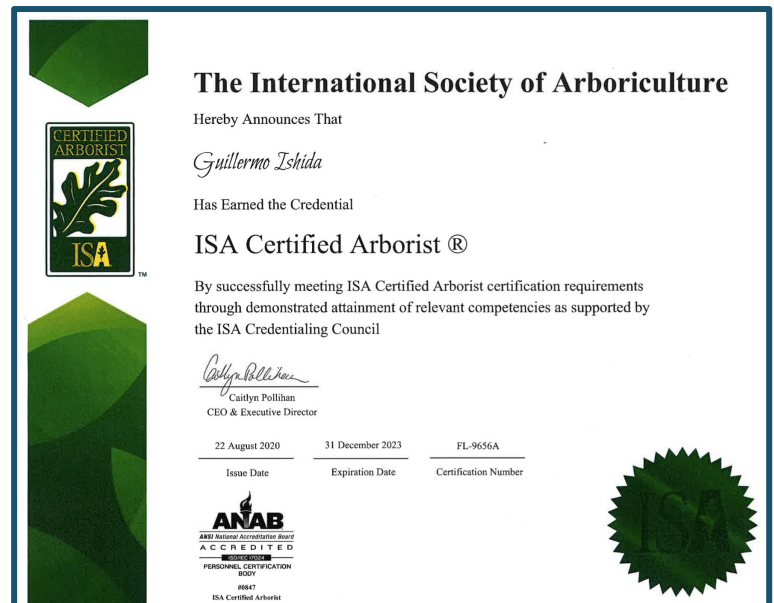 The International Society of Arboriculture
Hereby Announces That
Guillermo Ishida
Has Earned the Credential
ISA Certified Arborist ®
By successfully meeting ISA Certified Arborist certification requirements
through demonstrated attainment of relevant competencies as supported by
the ISA Credentialing Council
CERTIFIED
ARBORIST
ISA
TM
Caitlyn Pollihan
Caitlyn Pollihan
CEO & Executive Director
22 August 2020 31 December 2023 FL-9656A
Issue Date Expiration Date Certification Number
ANAB
ANSI National Accreditation Board
ACCREDITED
ISO/IEC 17024
PERSONNEL CERTIFICATION
BODY
#0847
ISA Certified Arborist
ISA